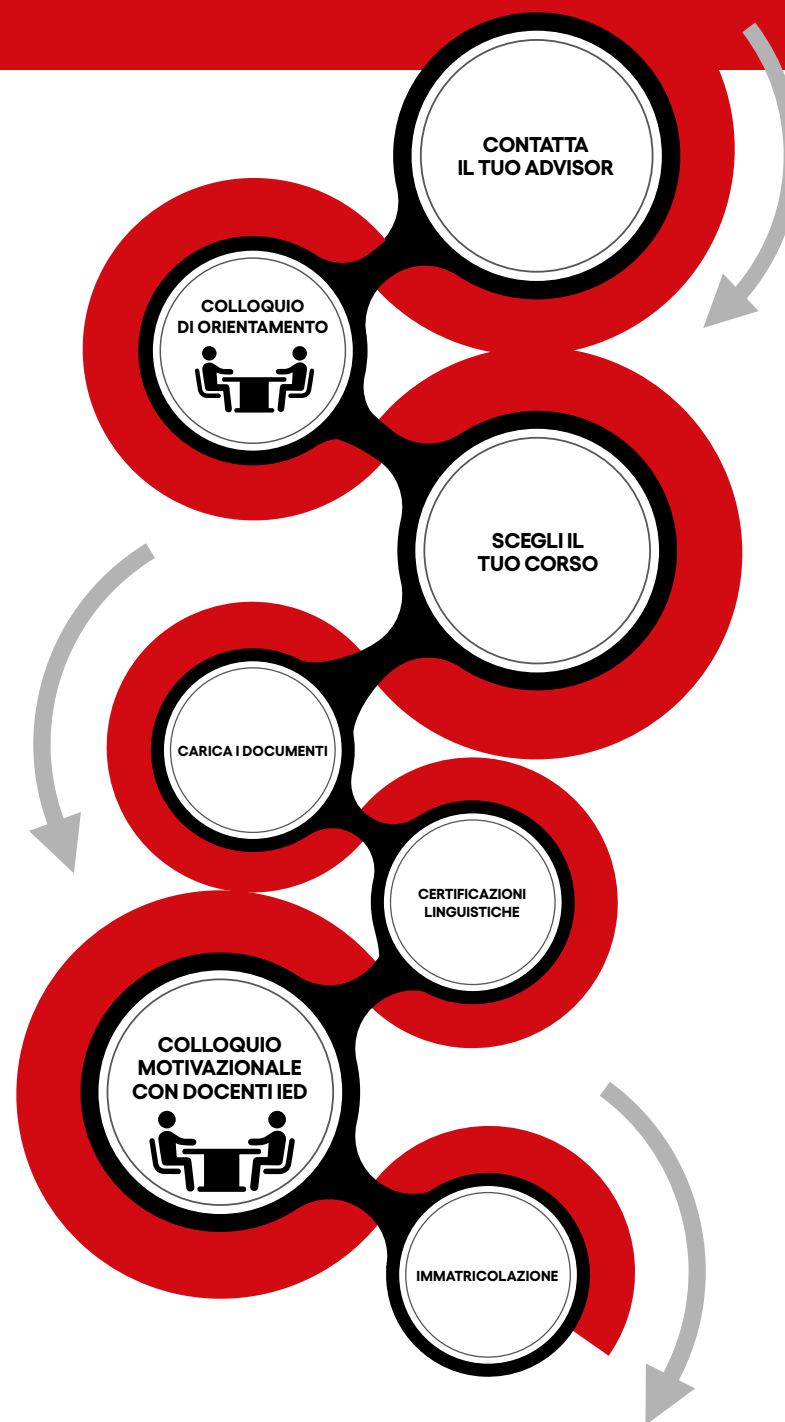 CONTATTA
IL TUO ADVISOR
COLLOQUIO
DI ORIENTAMENTO
SCEGLI IL
TUO CORSO
CARICA I DOCUMENTI
CERTIFICAZIONI
LINGUISTICHE
COLLOQUIO
MOTIVAZIONALE
CON DOCENTI IED
IMMATRICOLAZIONE